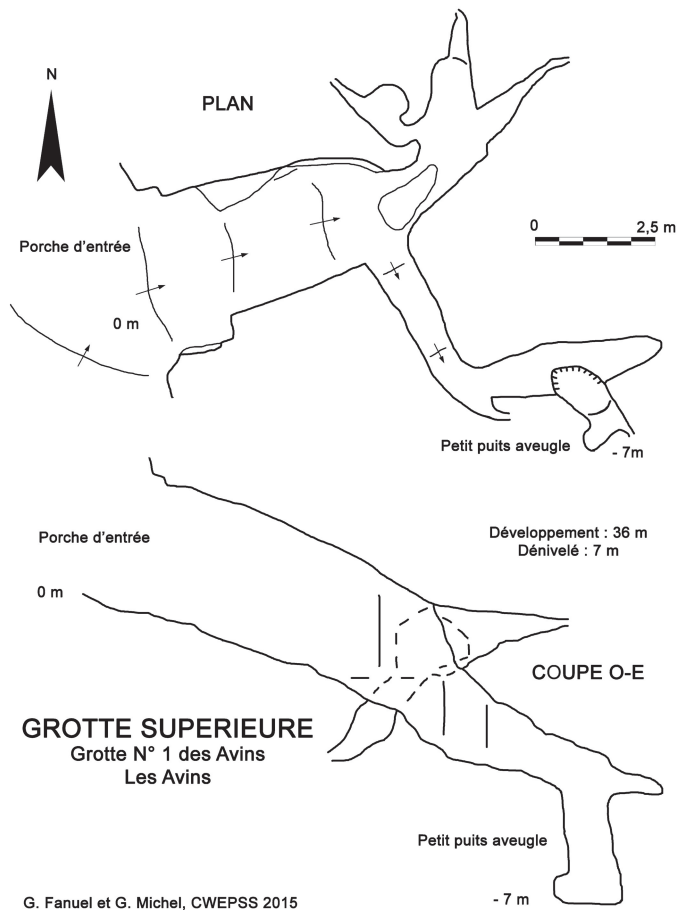 N
PLAN
0 2,5 m
Porche d'entrée
0 m
Petit puits aveugle
- 7m
Porche d'entrée
Développement : 36 m
Dénivelé : 7 m
0 m
COUPE O-E
GROTTE SUPERIEURE
Grotte N° 1 des Avins
Les Avins
Petit puits aveugle
G. Fanuel et G. Michel, CWEPSS 2015
- 7 m